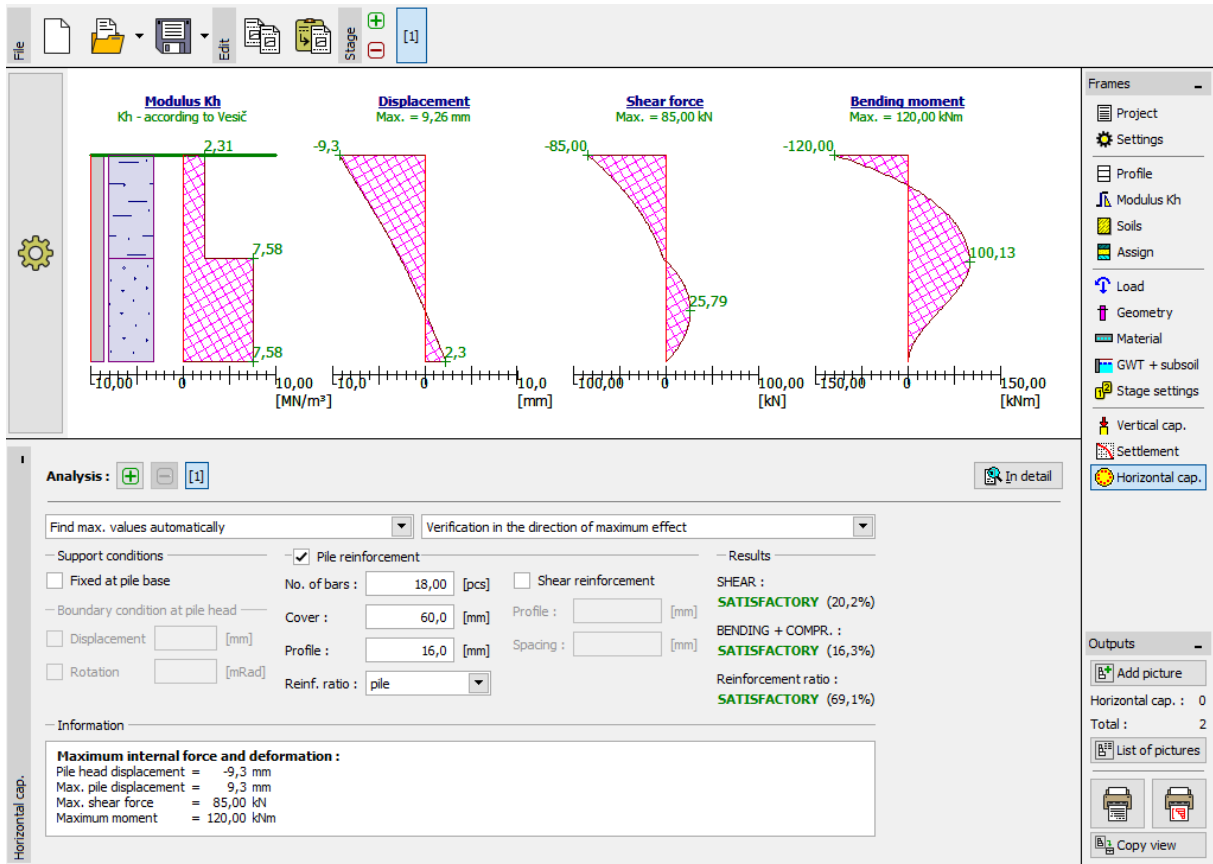 File
Edit
Stage
[1]
Modulus Kh
Kh - according to Vesič
2,31
7,58
7,58
-10,00 0 10,00
[MN/m³]
Displacement
Max. = 9,26 mm
-9,3
2,3
-10,0 0 10,0
[mm]
Shear force
Max. = 85,00 kN
-85,00
25,79
-100,00 0 100,00
[kN]
Bending moment
Max. = 120,00 kNm
-120,00
100,13
-150,00 0 150,00
[kNm]
Frames
Project
Settings
Profile
Modulus Kh
Soils
Assign
Load
Geometry
Material
GWT + subsoil
Stage settings
Vertical cap.
Settlement
Horizontal cap.
Horizontal cap.
Analysis :
[1]
In detail
Find max. values automatically
Verification in the direction of maximum effect
Support conditions
Fixed at pile base
Boundary condition at pile head
Displacement [mm]
Rotation [mRad]
Pile reinforcement
No. of bars : 18,00 [pcs]
Cover : 60,0 [mm]
Profile : 16,0 [mm]
Reinf. ratio : pile
Shear reinforcement
Profile : [mm]
Spacing : [mm]
Results
SHEAR :
SATISFACTORY (20,2%)
BENDING + COMPR. :
SATISFACTORY (16,3%)
Reinforcement ratio :
SATISFACTORY (69,1%)
Information
Maximum internal force and deformation :
Pile head displacement = -9,3 mm
Max. pile displacement = 9,3 mm
Max. shear force = 85,00 kN
Maximum moment = 120,00 kNm
Outputs
Add picture
Horizontal cap. : 0
Total : 2
List of pictures
Copy view